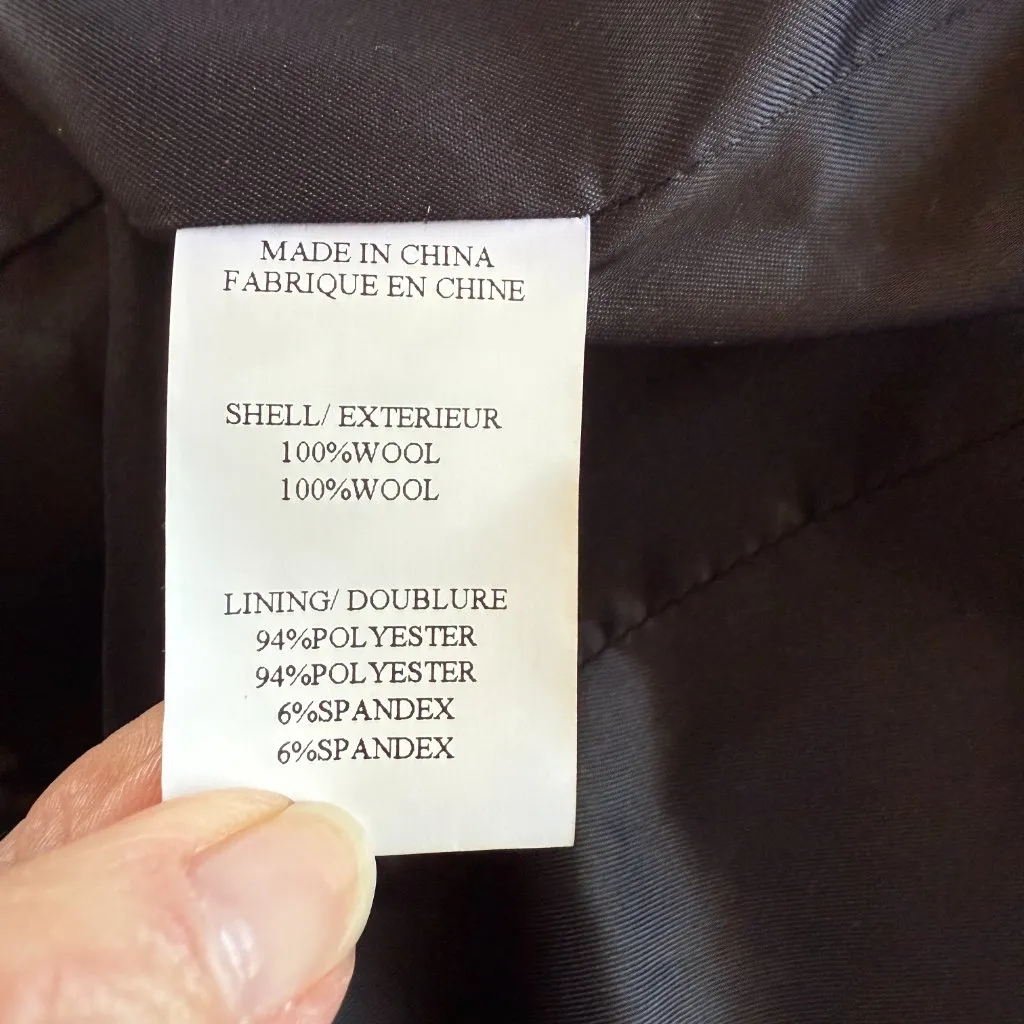 MADE IN CHINA
FABRIQUE EN CHINE
SHELL/ EXTERIEUR
100%WOOL
100%WOOL
LINING/ DOUBLURE
94%POLYESTER
94%POLYESTER
6%SPANDEX
6%SPANDEX